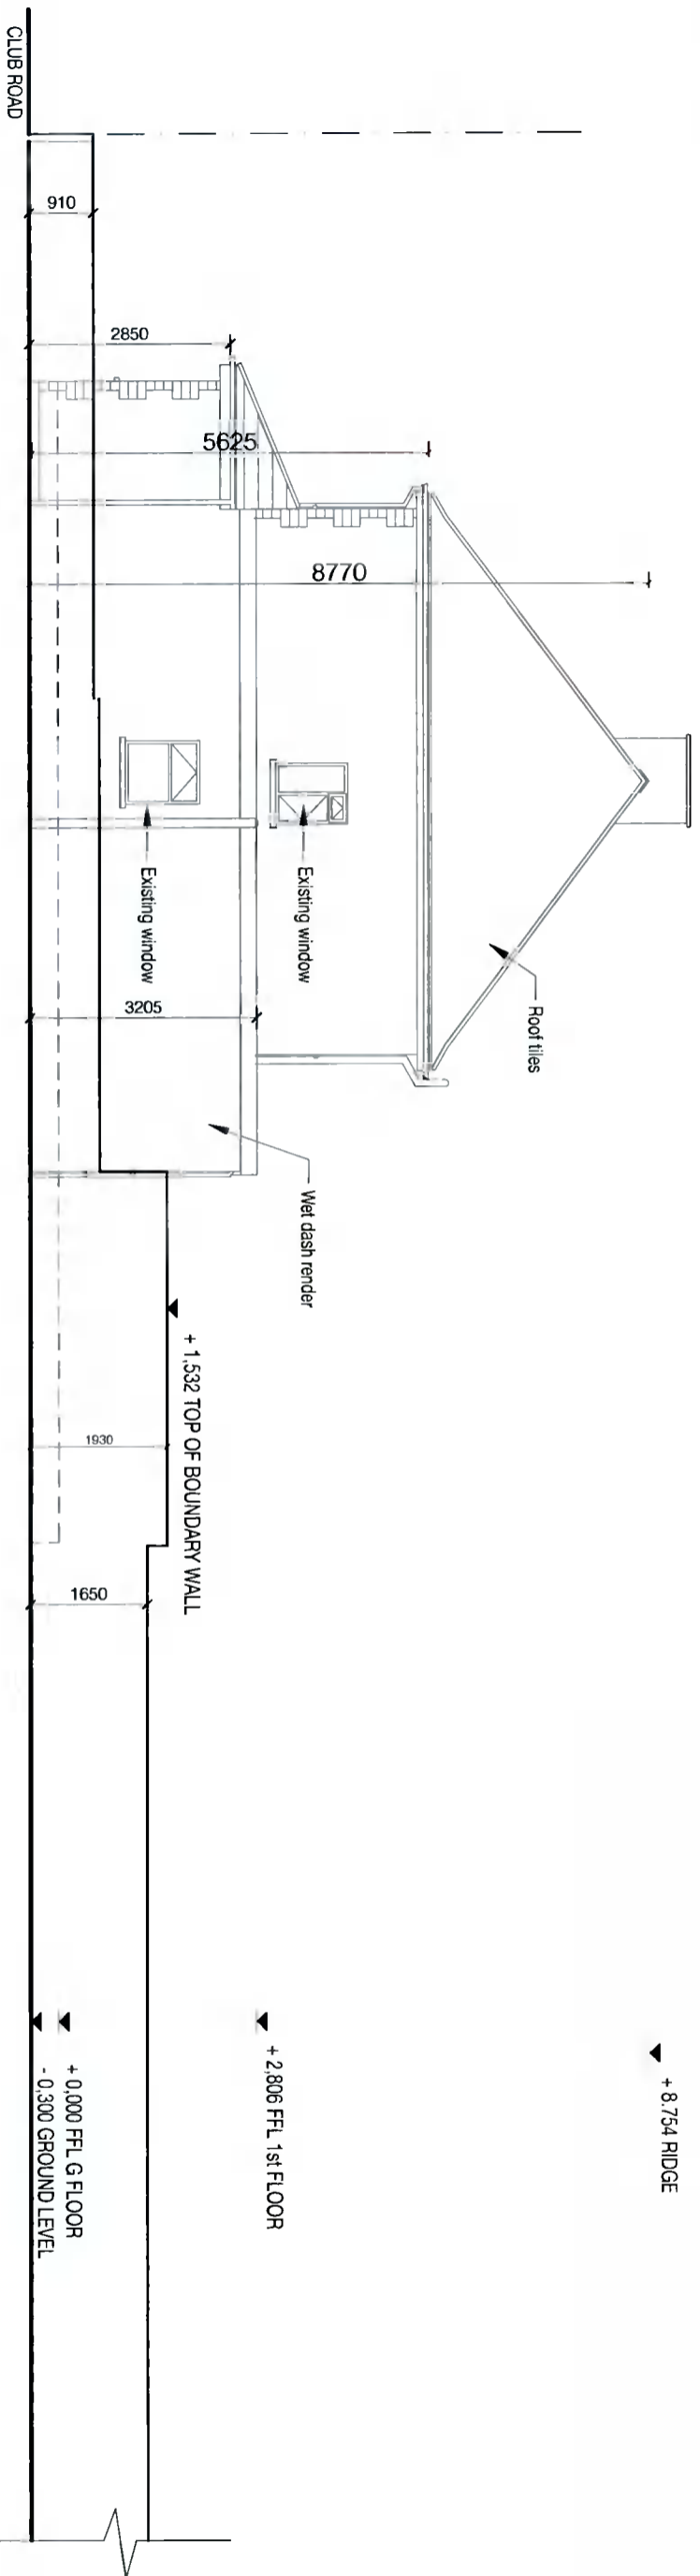 CLUB ROAD
910
2850
5625
8770
Existing window
Existing window
3205
Roof tiles
Wet dash render
+ 1,532 TOP OF BOUNDARY WALL
1930
1650
+ 8.754 RIDGE
+ 2,806 FFL 1st FLOOR
+ 0,000 FFL G FLOOR
- 0,300 GROUND LEVEL